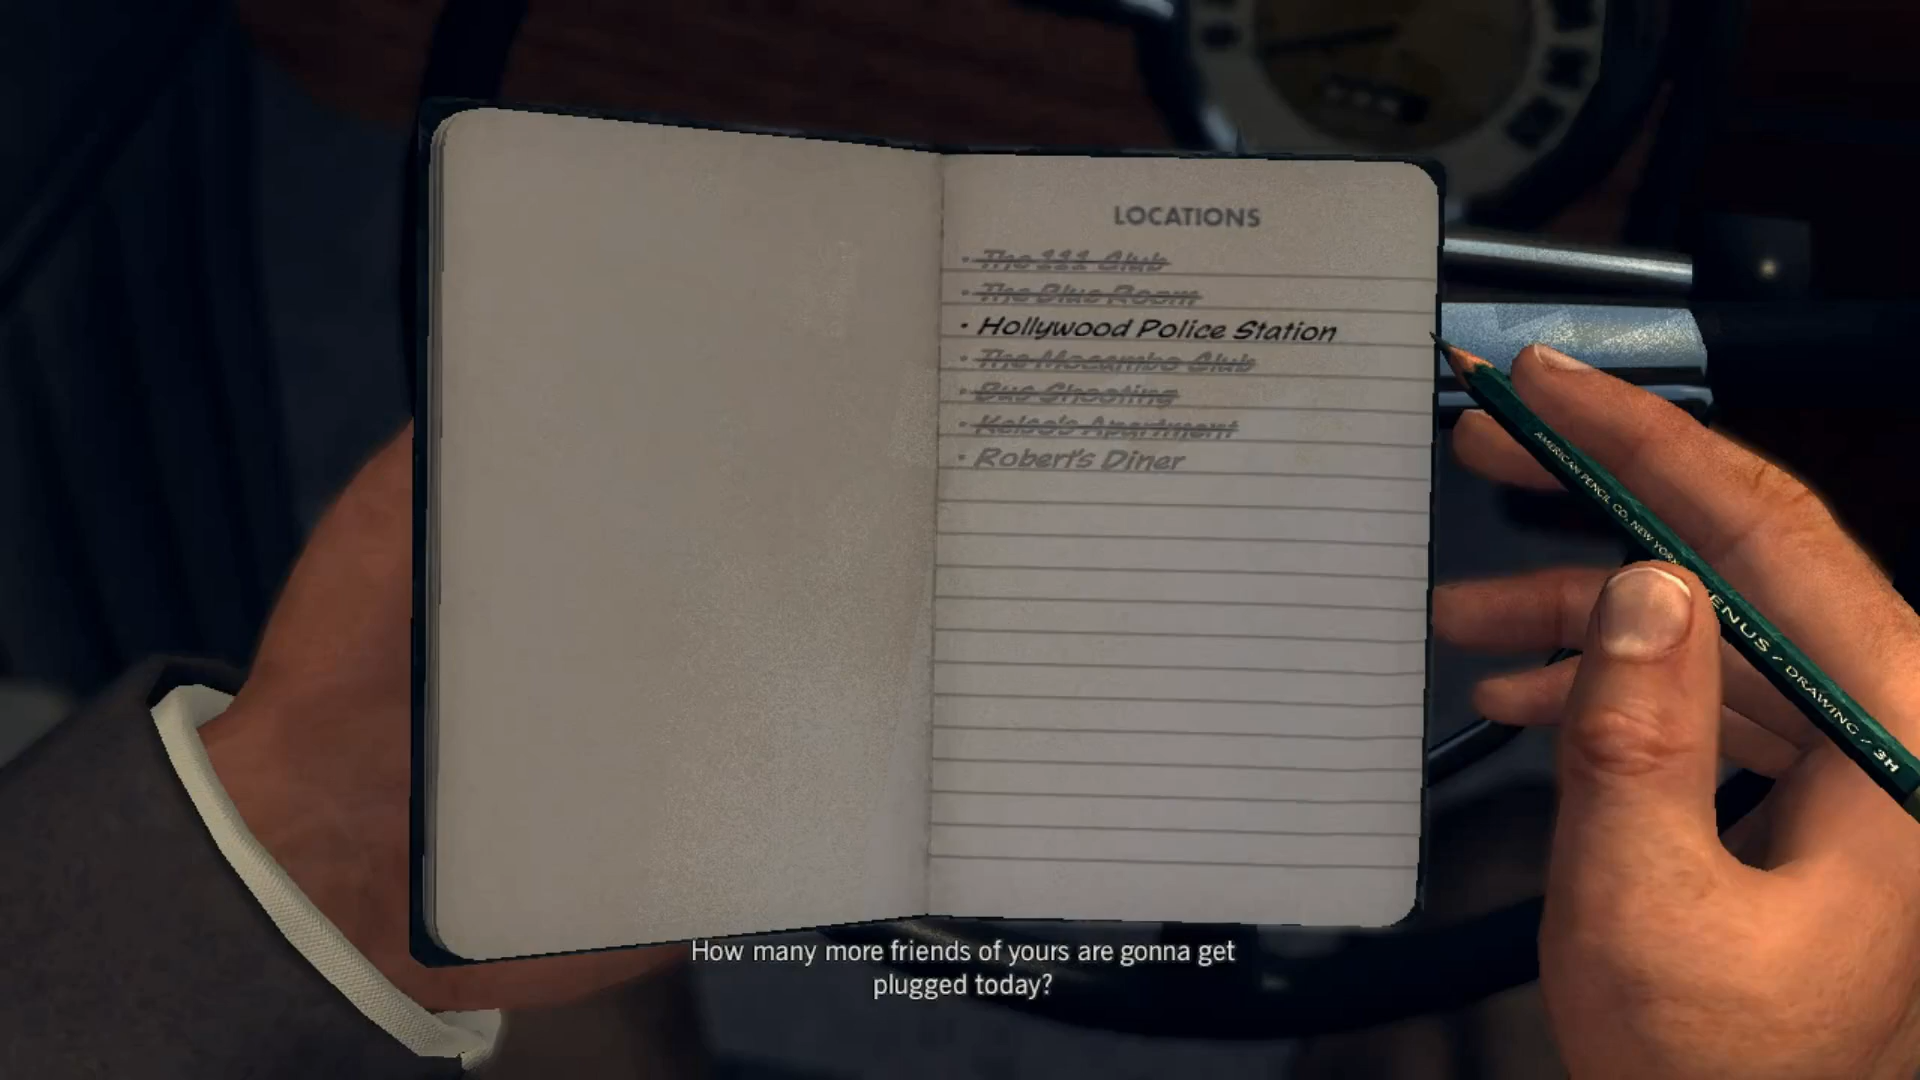 LOCATIONS
· The 111 Club
· The Blue Room
· Hollywood Police Station
· The Mocambo Club
· Bus Shooting
· Kelso's Apartment
· Robert's Diner
AMERICAN PENCIL CO, NEW YORK
VENUS / DRAWING / 3H
How many more friends of yours are gonna get
plugged today?